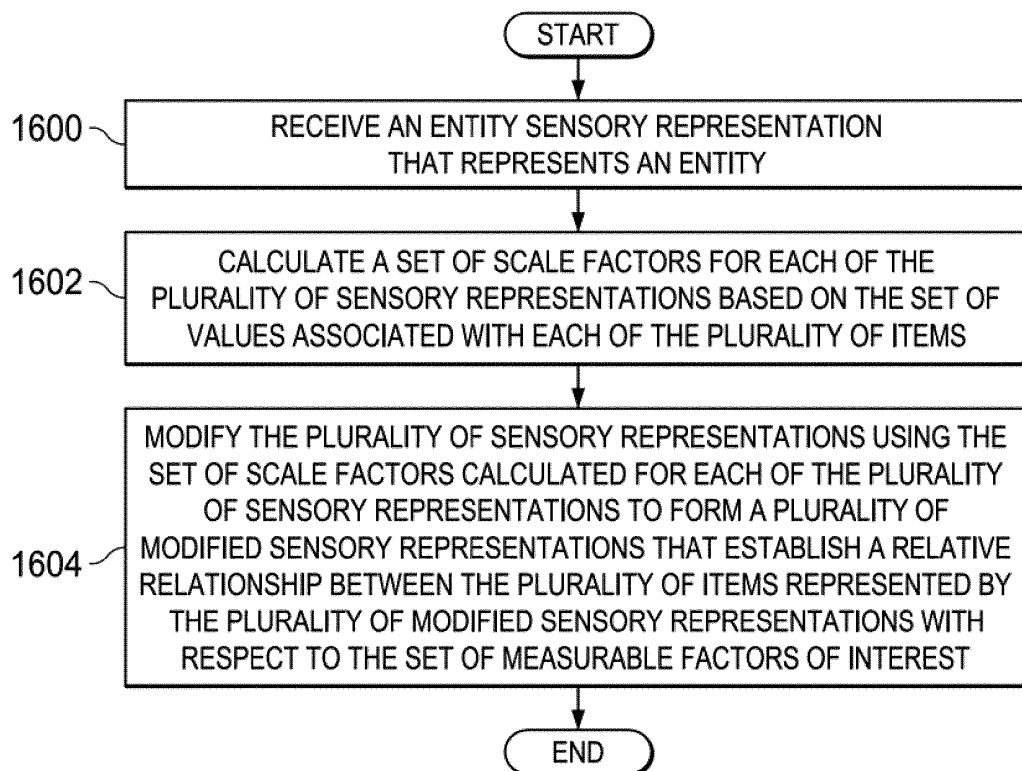 START
1600
RECEIVE AN ENTITY SENSORY REPRESENTATION
THAT REPRESENTS AN ENTITY
1602
CALCULATE A SET OF SCALE FACTORS FOR EACH OF THE
PLURALITY OF SENSORY REPRESENTATIONS BASED ON THE SET OF
VALUES ASSOCIATED WITH EACH OF THE PLURALITY OF ITEMS
1604
MODIFY THE PLURALITY OF SENSORY REPRESENTATIONS USING THE
SET OF SCALE FACTORS CALCULATED FOR EACH OF THE PLURALITY
OF SENSORY REPRESENTATIONS TO FORM A PLURALITY OF
MODIFIED SENSORY REPRESENTATIONS THAT ESTABLISH A RELATIVE
RELATIONSHIP BETWEEN THE PLURALITY OF ITEMS REPRESENTED BY
THE PLURALITY OF MODIFIED SENSORY REPRESENTATIONS WITH
RESPECT TO THE SET OF MEASURABLE FACTORS OF INTEREST
END